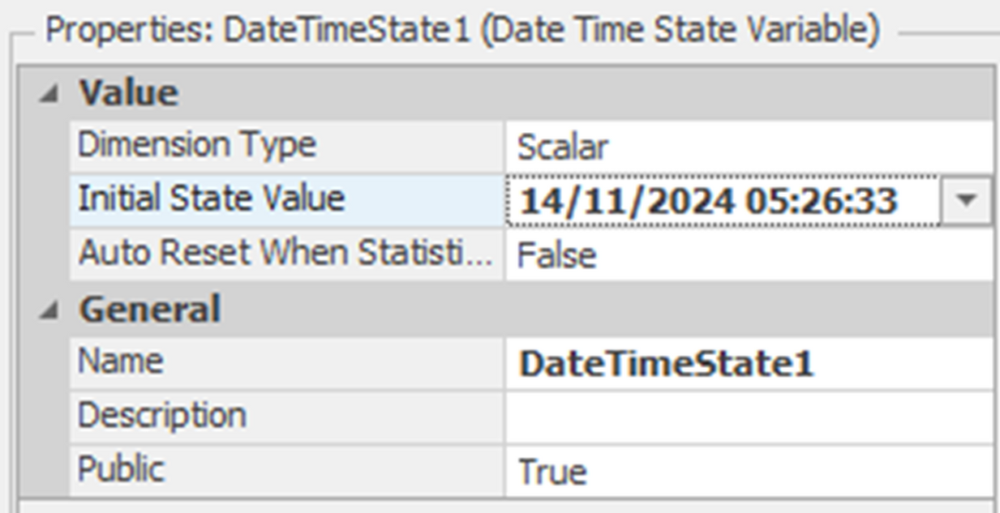 Properties: DateTimeState1 (Date Time State Variable)
Value
Dimension Type Scalar
Initial State Value 14/11/2024 05:26:33
Auto Reset When Statisti... False
General
Name DateTimeState1
Description
Public True